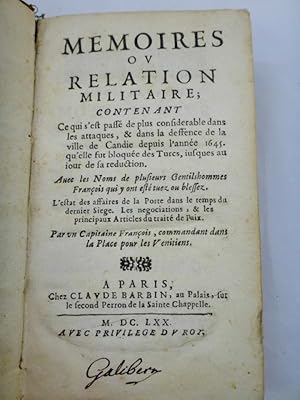 MEMOIRES
OV
RELATION
MILITAIRE;
CONTENANT
Ce qui s'est passé de plus considerable dans
les attaques, & dans la deffence de la
ville de Candie depuis l'année 1645.
qu'elle fut bloquée des Turcs, iusques au
iour de sa reduction.
Auec les Noms de plusieurs Gentilshommes
François qui y ont esté tuez ou blessez.
L'estat des affaires de la Porte dans le temps du
dernier Siege. Les negociations, & les
principaux Articles du traité de Paix.
Par vn Capitaine François, commandant dans
la Place pour les Venitiens.
A PARIS,
Chez CLAVDE BARBIN, au Palais, sur
le second Perron de la Sainte Chappelle.
M. DC. LXX.
AVEC PRIVILEGE DV ROY.
Galibert